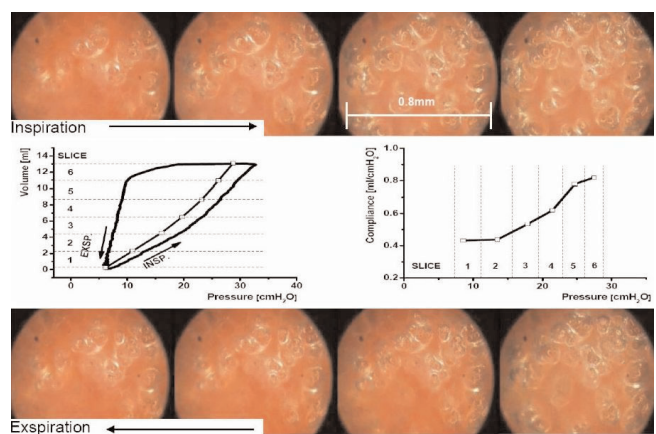 0.8mm
Inspiration
Volume [ml]
SLICE
14
12
10
8
6
4
2
0
6
5
4
3
2
1
EXSP.
INSP.
0
10
20
30
40
Pressure [cmH₂O]
Compliance [ml/cmH₂O]
1.0
0.8
0.6
0.4
0.2
SLICE 1 2 3 4 5 6
0
10
20
30
Pressure [cmH₂O]
Exspiration